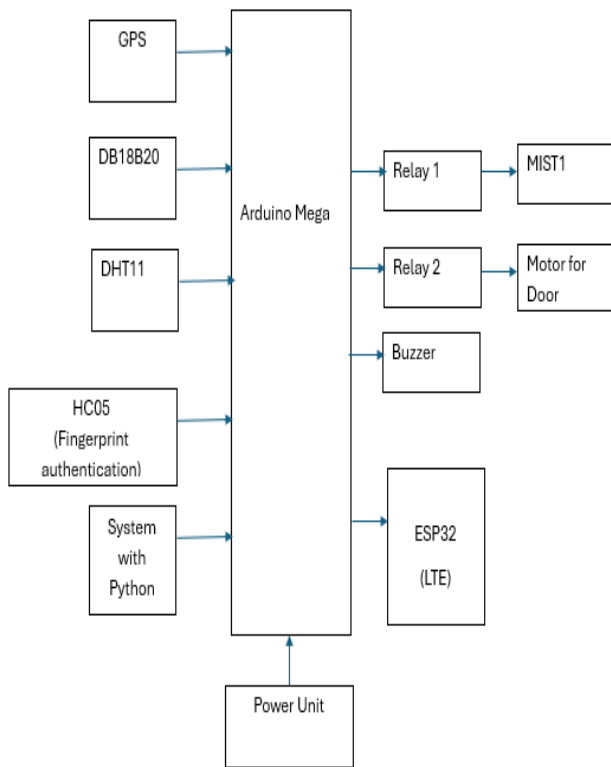 GPS
DB18B20
DHT11
HC05
(Fingerprint
authentication)
System
with
Python
Arduino Mega
Relay 1
MIST1
Relay 2
Motor for
Door
Buzzer
ESP32
(LTE)
Power Unit